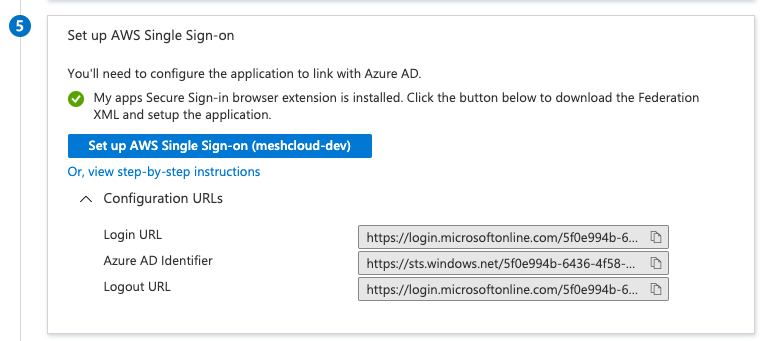 5
Set up AWS Single Sign-on
You'll need to configure the application to link with Azure AD.
My apps Secure Sign-in browser extension is installed. Click the button below to download the Federation
XML and setup the application.
Set up AWS Single Sign-on (meshcloud-dev)
Or, view step-by-step instructions
Configuration URLs
Login URL https://login.microsoftonline.com/5f0e994b-6...
Azure AD Identifier https://sts.windows.net/5f0e994b-6436-4f58-...
Logout URL https://login.microsoftonline.com/5f0e994b-6...